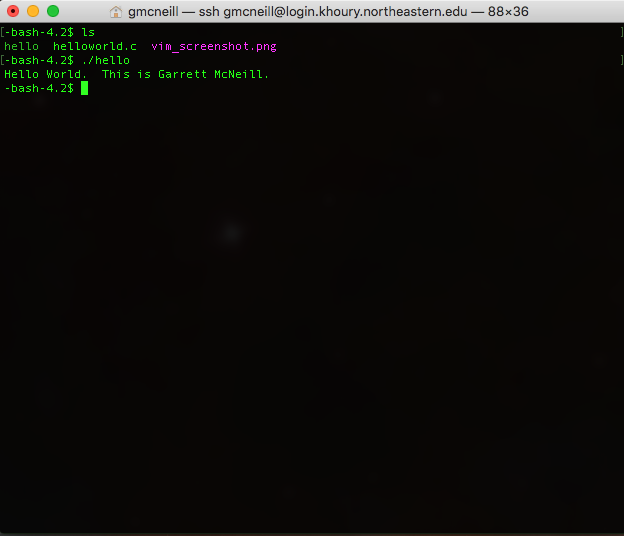 gmcneill — ssh gmcneill@login.khoury.northeastern.edu — 88×36
[-bash-4.2$ ls ]
hello  helloworld.c  vim_screenshot.png
[-bash-4.2$ ./hello ]
Hello World.  This is Garrett McNeill.
-bash-4.2$